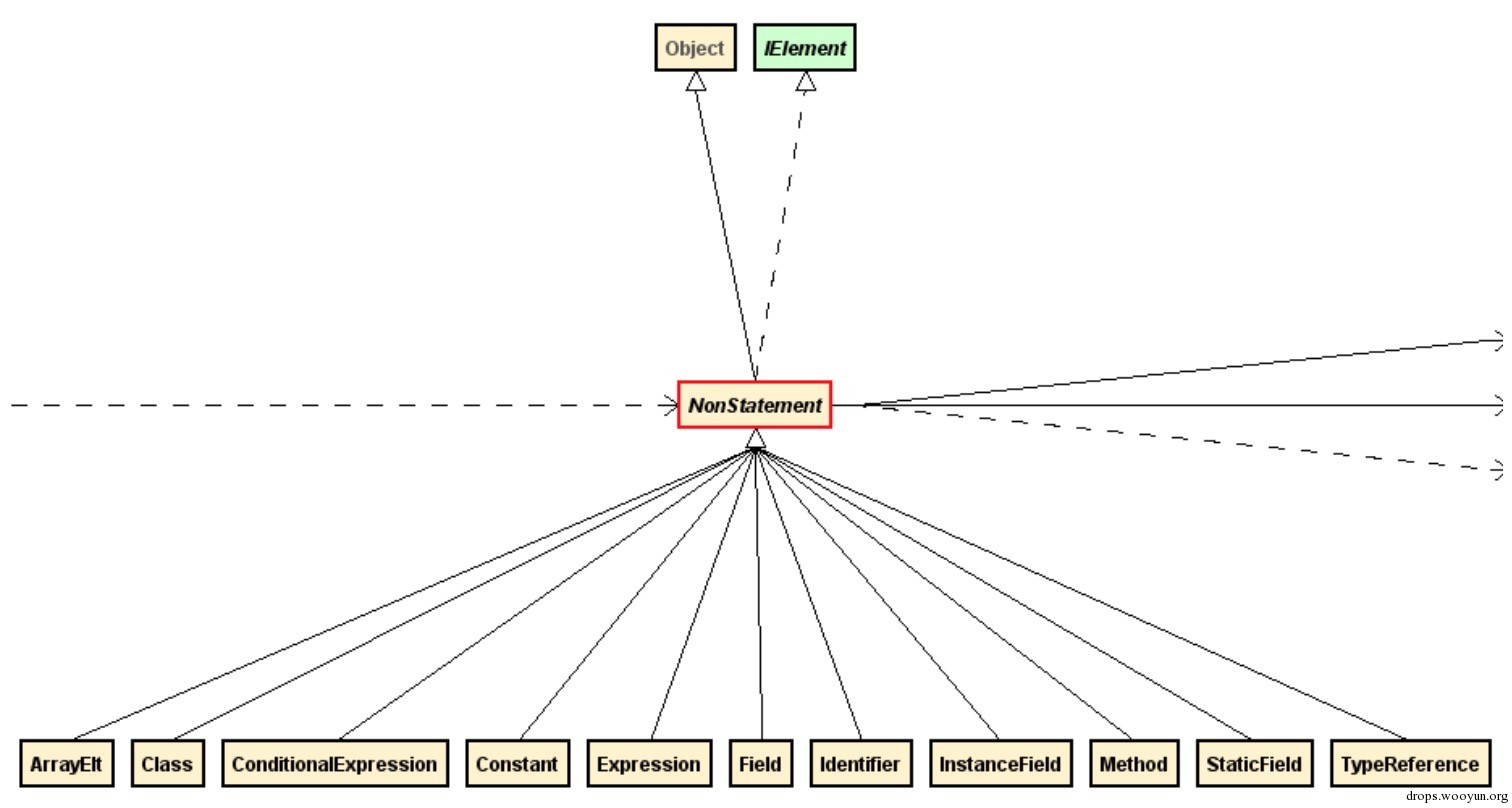 Object
IElement
NonStatement
ArrayElt
Class
ConditionalExpression
Constant
Expression
Field
Identifier
InstanceField
Method
StaticField
TypeReference
drops.wooyun.org